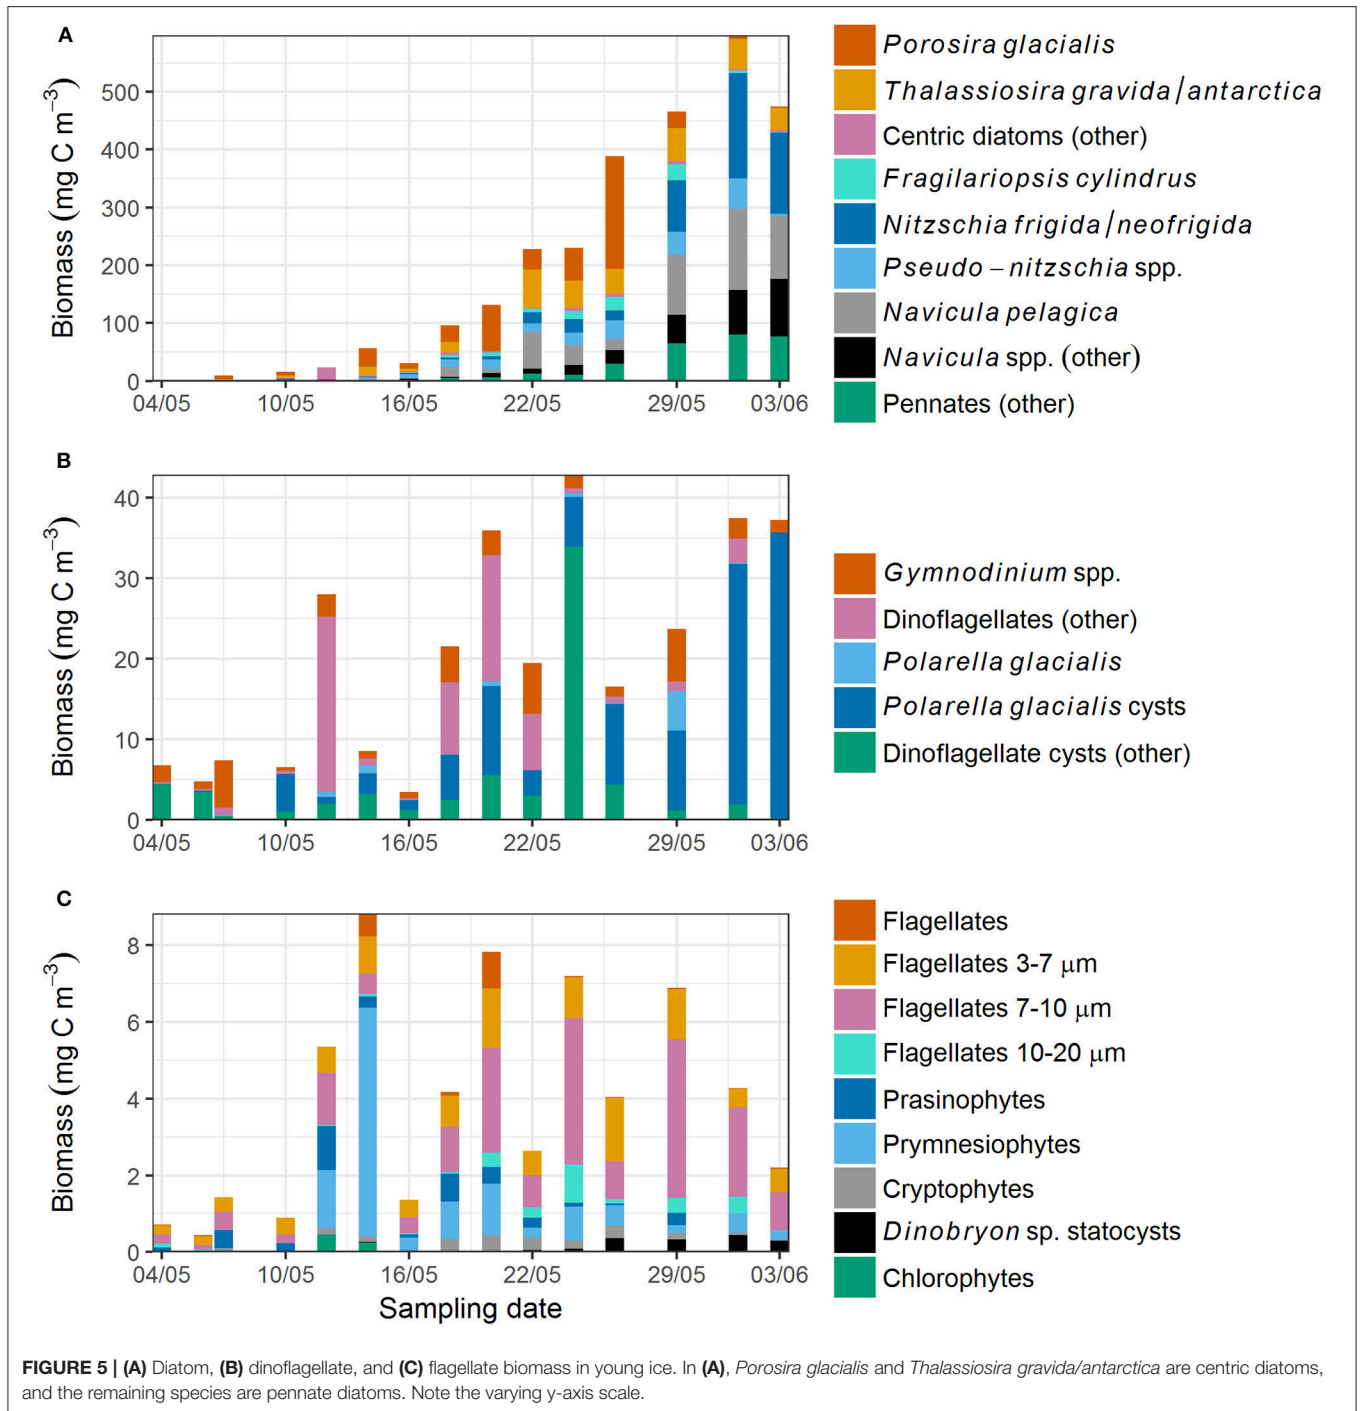 A
Biomass (mg C m−3)
500
400
300
200
100
0
04/05 10/05 16/05 22/05 29/05 03/06
Porosira glacialis
Thalassiosira gravida/antarctica
Centric diatoms (other)
Fragilariopsis cylindrus
Nitzschia frigida/neofrigida
Pseudo−nitzschia spp.
Navicula pelagica
Navicula spp. (other)
Pennates (other)
B
Biomass (mg C m−3)
40
30
20
10
0
04/05 10/05 16/05 22/05 29/05 03/06
Gymnodinium spp.
Dinoflagellates (other)
Polarella glacialis
Polarella glacialis cysts
Dinoflagellate cysts (other)
C
Biomass (mg C m−3)
8
6
4
2
0
04/05 10/05 16/05 22/05 29/05 03/06
Sampling date
Flagellates
Flagellates 3-7 μm
Flagellates 7-10 μm
Flagellates 10-20 μm
Prasinophytes
Prymnesiophytes
Cryptophytes
Dinobryon sp. statocysts
Chlorophytes
FIGURE 5 | (A) Diatom, (B) dinoflagellate, and (C) flagellate biomass in young ice. In (A), Porosira glacialis and Thalassiosira gravida/antarctica are centric diatoms,
and the remaining species are pennate diatoms. Note the varying y-axis scale.